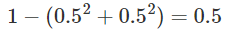 1 − (0.5² + 0.5²) = 0.5